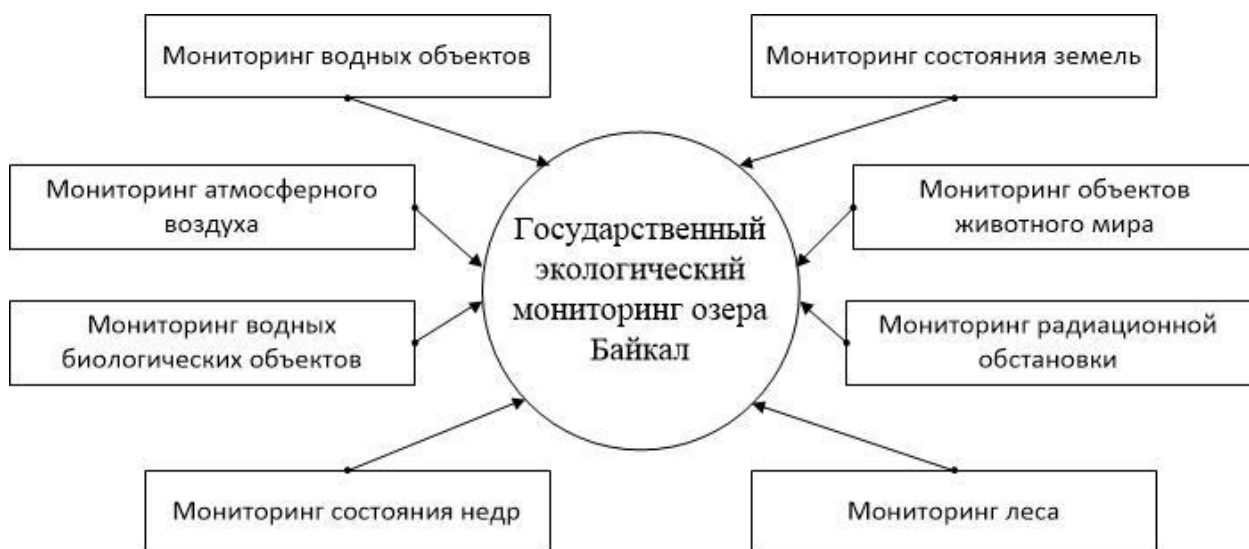 Мониторинг водных объектов
Мониторинг состояния земель
Мониторинг атмосферного
воздуха
Мониторинг объектов
животного мира
Государственный
экологический
мониторинг озера
Байкал
Мониторинг водных
биологических объектов
Мониторинг радиационной
обстановки
Мониторинг состояния недр
Мониторинг леса